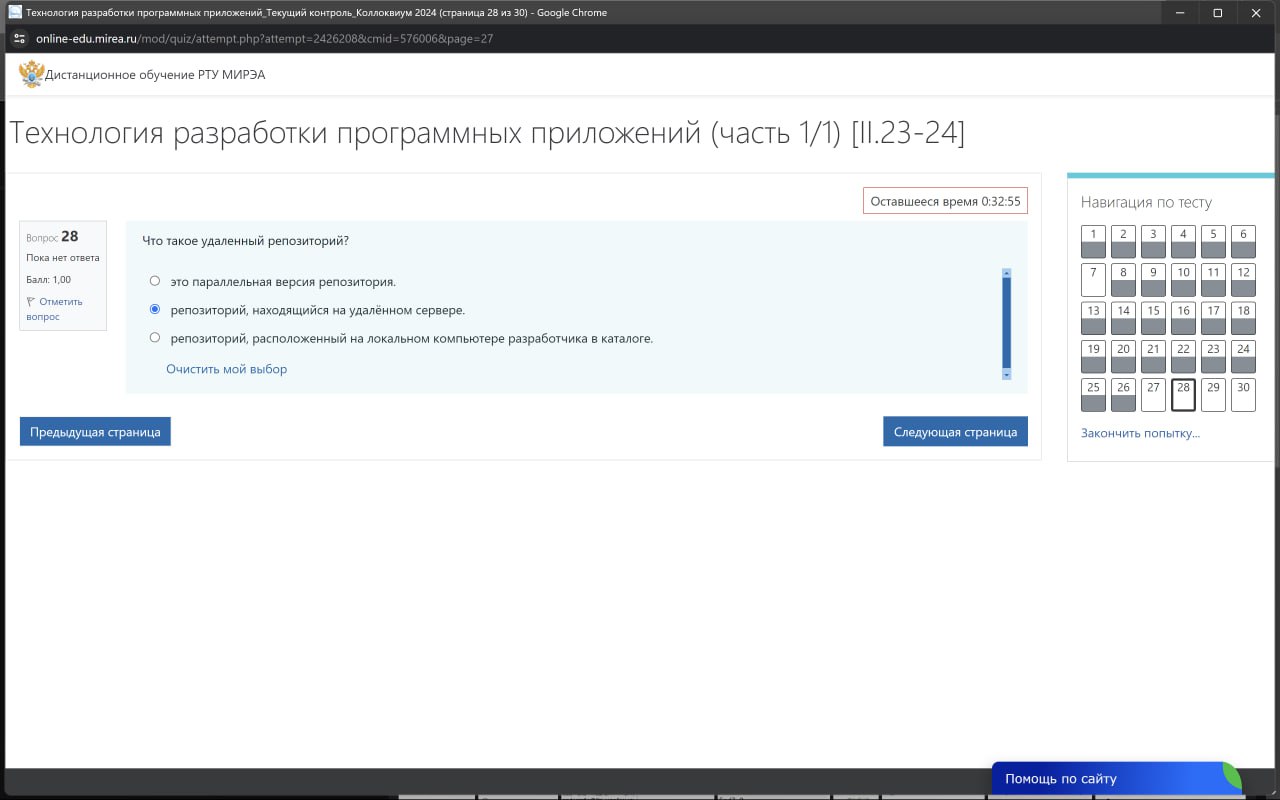 Технология разработки программных приложений_Текущий контроль_Коллоквиум 2024 (страница 28 из 30) - Google Chrome
online-edu.mirea.ru/mod/quiz/attempt.php?attempt=2426208&cmid=576006&page=27
Дистанционное обучение РТУ МИРЭА
Технология разработки программных приложений (часть 1/1) [II.23-24]
Оставшееся время 0:32:55
Вопрос 28
Пока нет ответа
Балл: 1,00
Отметить
вопрос
Что такое удаленный репозиторий?
это параллельная версия репозитория.
репозиторий, находящийся на удалённом сервере.
репозиторий, расположенный на локальном компьютере разработчика в каталоге.
Очистить мой выбор
Предыдущая страница
Следующая страница
Навигация по тесту
1 2 3 4 5 6
7 8 9 10 11 12
13 14 15 16 17 18
19 20 21 22 23 24
25 26 27 28 29 30
Закончить попытку...
Помощь по сайту